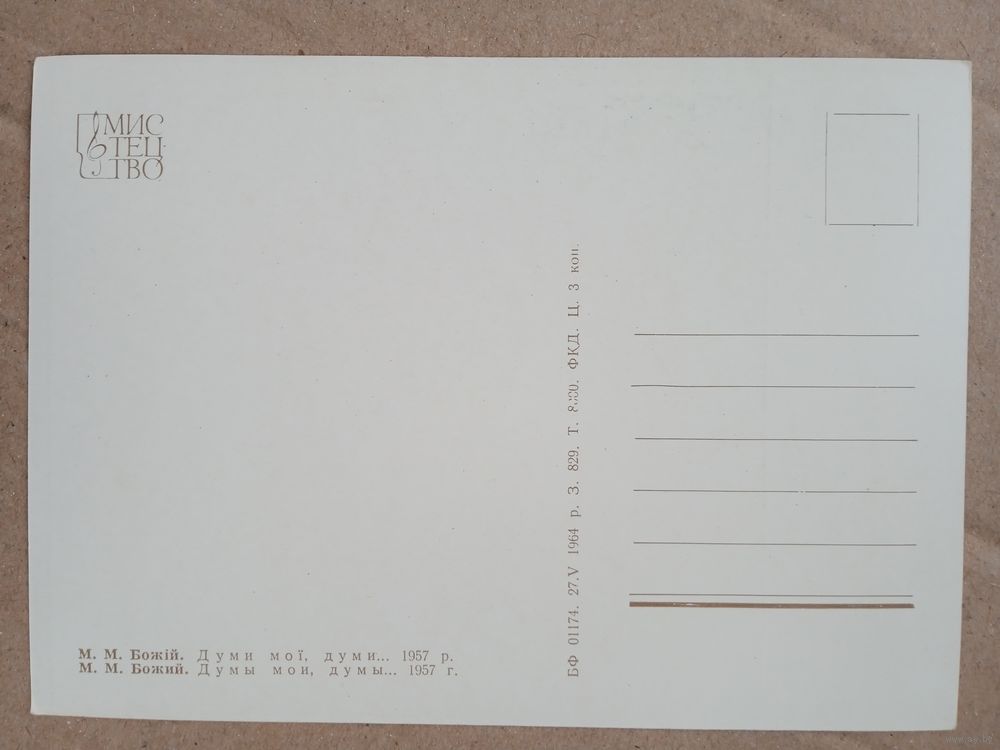 МИС
ТЕЦ
ТВО
БФ 01174. 27.V 1964 р. З. 829. Т. ФКД. Ц. 3 коп.
М. М. Божій. Думи мої, думи... 1957 р.
М. М. Божий. Думы мои, думы... 1957 г.